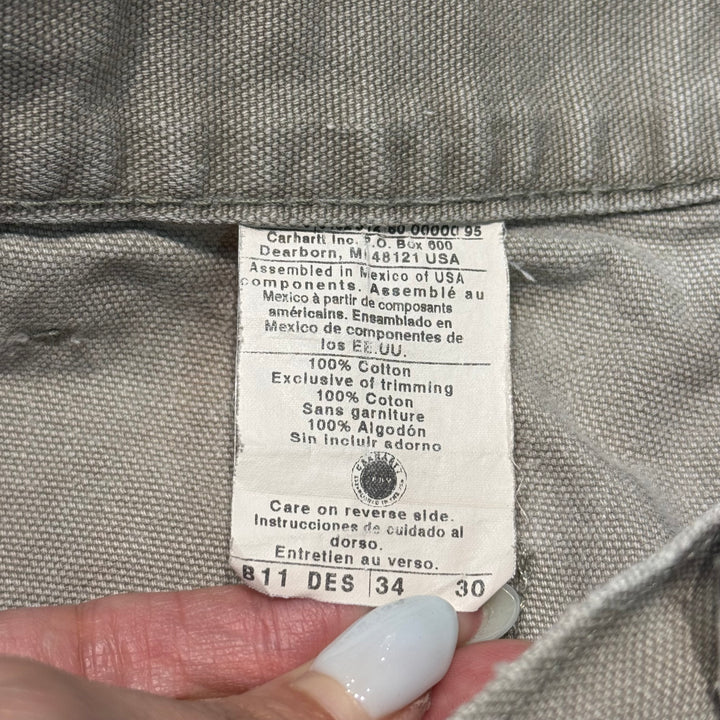 00000 95
Carhartt Inc. P.O. Box 600
Dearborn, MI 48121 USA
Assembled in Mexico of USA
components. Assemblé au
Mexico à partir de composants
américains. Ensamblado en
Mexico de componentes de
los EE.UU.
100% Cotton
Exclusive of trimming
100% Coton
Sans garniture
100% Algodón
Sin incluir adorno
CARHARTT
Care on reverse side.
Instrucciones de cuidado al
dorso.
Entretien au verso.
B11 DES 34 30